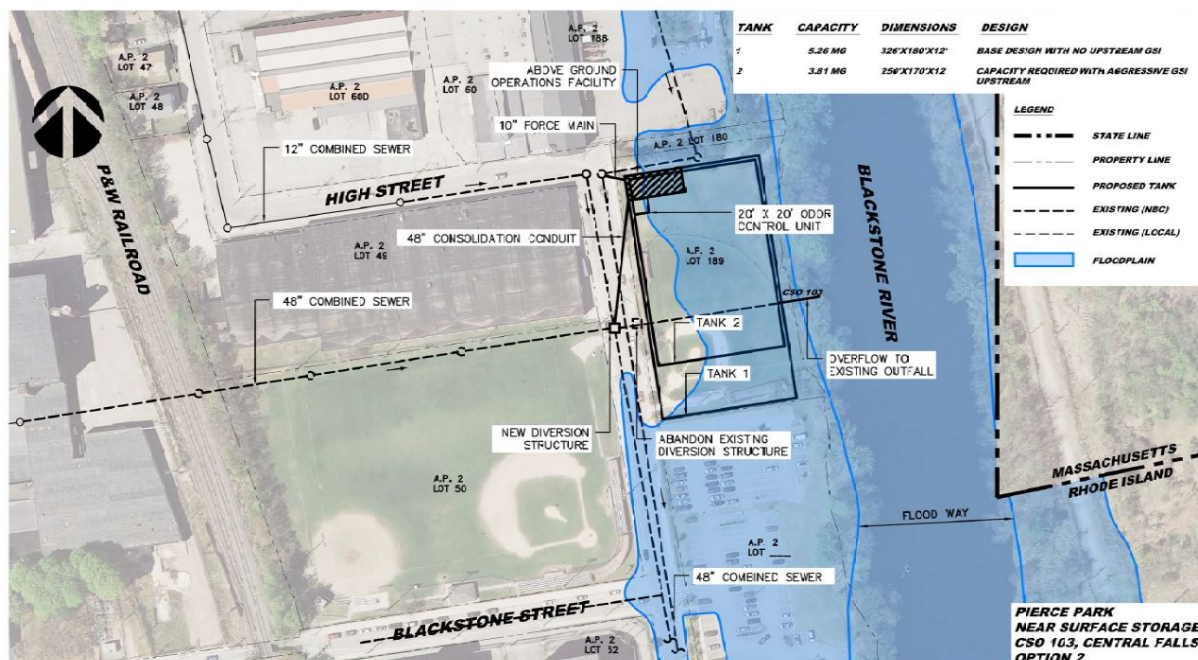 TANK CAPACITY DIMENSIONS DESIGN
1 5.26 MG 326'X180'X12' BASE DESIGN WITH NO UPSTREAM GSI
2 3.81 MG 256'X170'X12 CAPACITY REQUIRED WITH AGGRESSIVE GSI
UPSTREAM
LEGEND
STATE LINE
PROPERTY LINE
PROPOSED TANK
EXISTING (NBC)
EXISTING (LOCAL)
FLOODPLAIN
A.P. 2
LOT 47
A.P. 2
LOT 48
A.P. 2
LOT 60D
A.P. 2
LOT 60
A.P. 2
LOT 188
ABOVE GROUND
OPERATIONS FACILITY
10" FORCE MAIN
12" COMBINED SEWER
A.P. 2 LOT 180
HIGH STREET
P&W RAILROAD
20' X 20' ODOR
CONTROL UNIT
48" CONSOLIDATION CONDUIT
A.P. 2
LOT 49
A.P. 2
LOT 189
BLACKSTONE RIVER
48" COMBINED SEWER
CSO 103
TANK 2
TANK 1
OVERFLOW TO
EXISTING OUTFALL
NEW DIVERSION
STRUCTURE
ABANDON EXISTING
DIVERSION STRUCTURE
MASSACHUSETTS
RHODE ISLAND
A.P. 2
LOT 50
FLOOD WAY
A.P. 2
LOT ___
48" COMBINED SEWER
BLACKSTONE STREET
A.P. 2
LOT 52
PIERCE PARK
NEAR SURFACE STORAGE
CSO 103, CENTRAL FALLS
OPTION 2